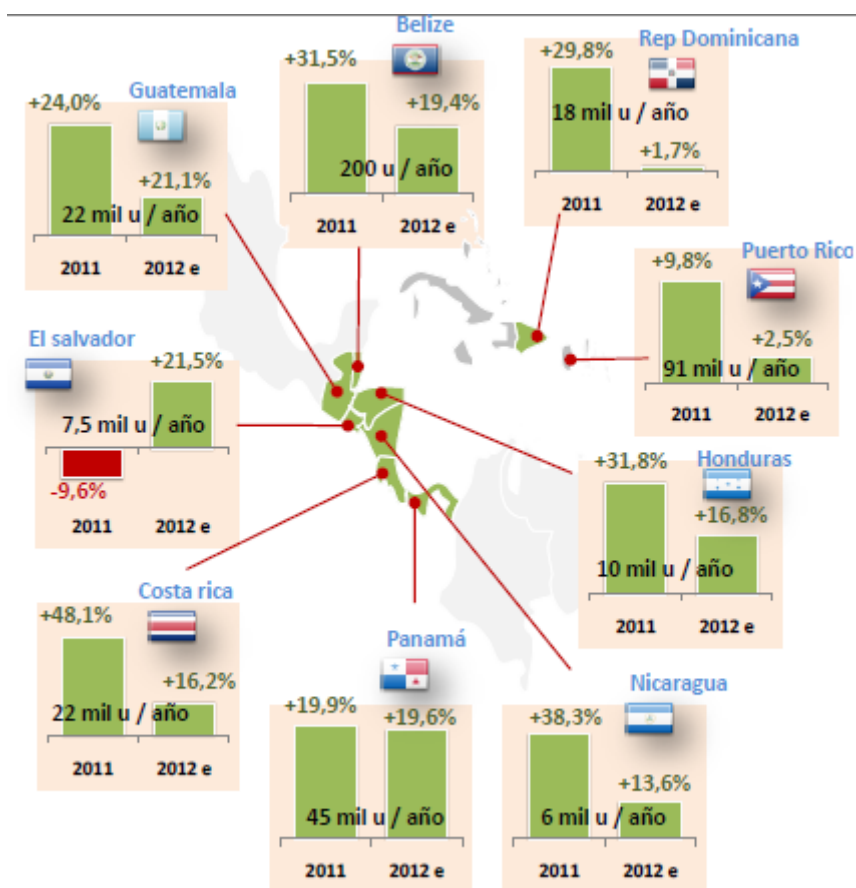 Belize
+31,5%
+19,4%
200 u / año
2011 2012 e
Rep Dominicana
+29,8%
18 mil u / año
+1,7%
2011 2012 e
Guatemala
+24,0%
+21,1%
22 mil u / año
2011 2012 e
Puerto Rico
+9,8%
+2,5%
91 mil u / año
2011 2012 e
El salvador
+21,5%
7,5 mil u / año
-9,6%
2011 2012 e
Honduras
+31,8%
+16,8%
10 mil u / año
2011 2012 e
Costa rica
+48,1%
+16,2%
22 mil u / año
2011 2012 e
Panamá
+19,9% +19,6%
45 mil u / año
2011 2012 e
Nicaragua
+38,3%
+13,6%
6 mil u / año
2011 2012 e